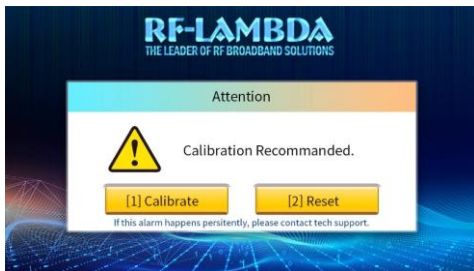 RF-LAMBDA
THE LEADER OF RF BROADBAND SOLUTIONS
Attention
Calibration Recommanded.
[1] Calibrate
[2] Reset
If this alarm happens persitently, please contact tech support.